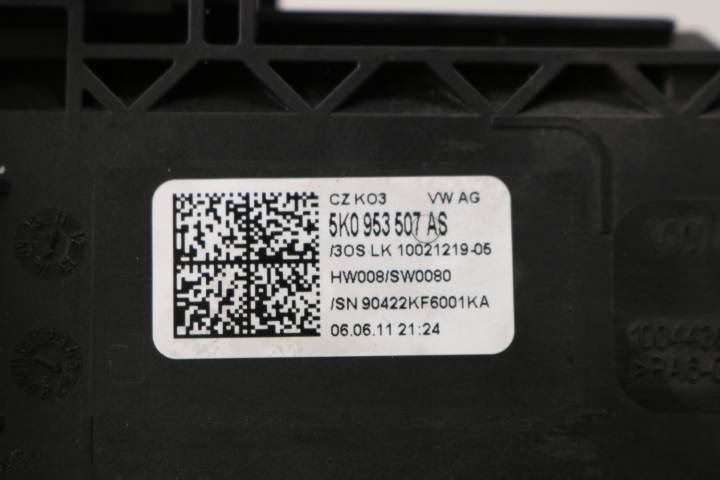 CZ KO3 VW AG
5K0 953 507 AS
/3OS LK 10021219-05
HW008/SW0080
/SN 90422KF6001KA
06.06.11 21:24